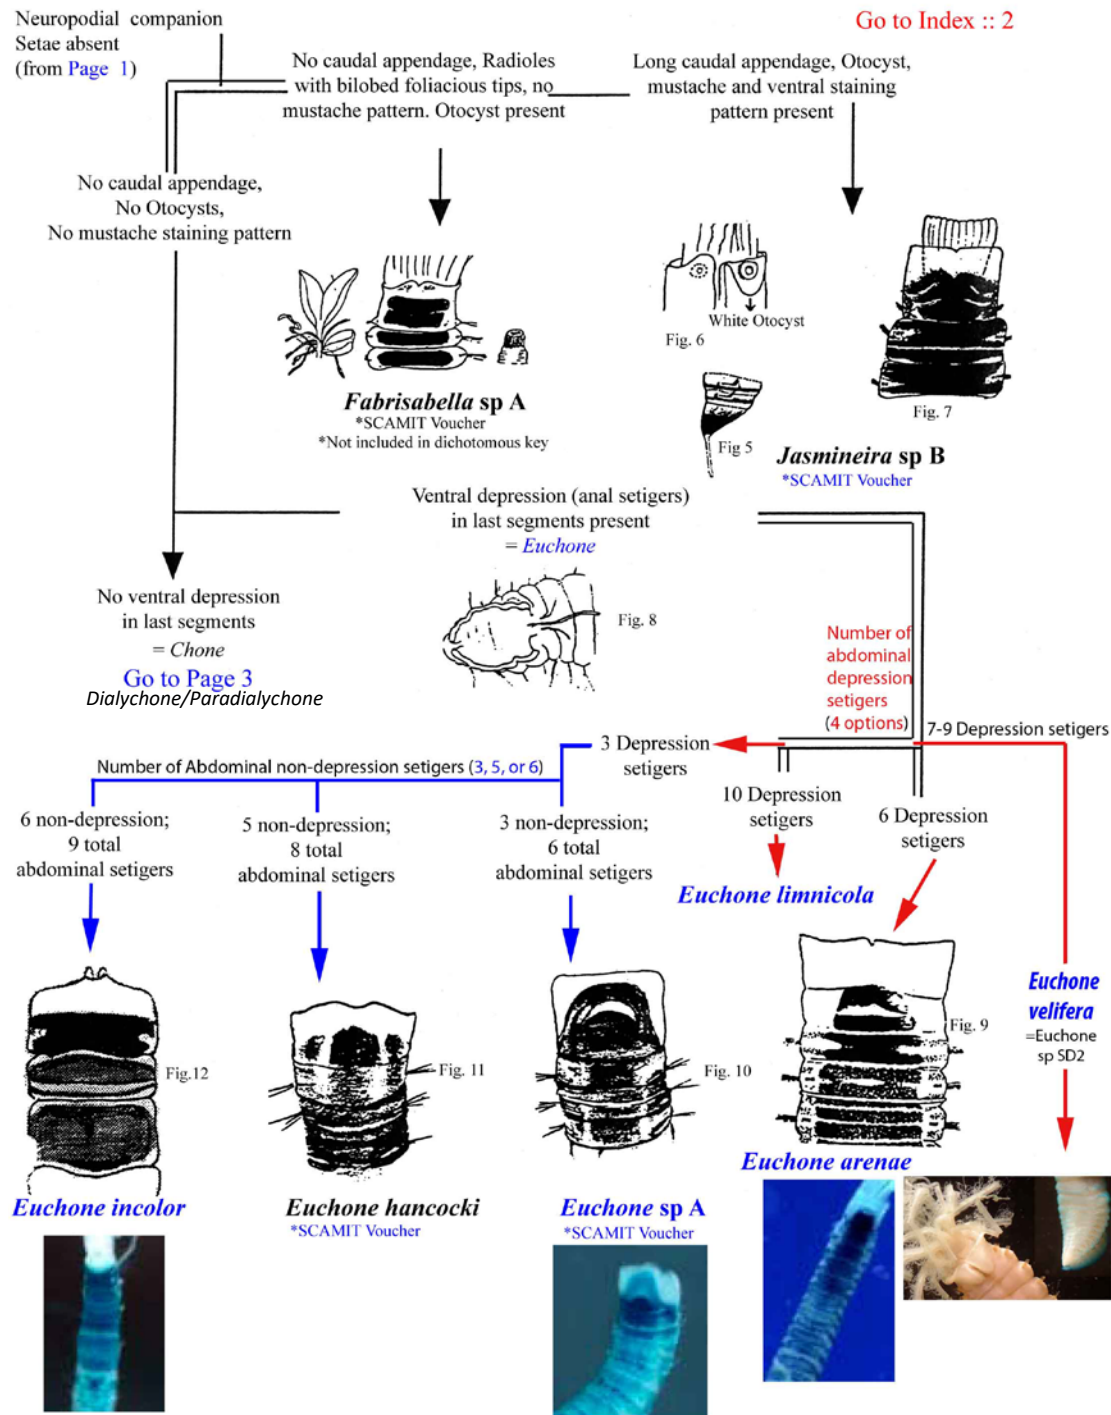 Neuropodial companion
Setae absent
(from Page 1)
Go to Index :: 2
No caudal appendage, Radioles
with bilobed foliacious tips, no
mustache pattern. Otocyst present
Long caudal appendage, Otocyst,
mustache and ventral staining
pattern present
No caudal appendage,
No Otocysts,
No mustache staining pattern
White Otocyst
Fig. 6
Fig. 7
Fig 5
Fabrisabella sp A
*SCAMIT Voucher
*Not included in dichotomous key
Jasmineira sp B
*SCAMIT Voucher
Ventral depression (anal setigers)
in last segments present
= Euchone
Fig. 8
No ventral depression
in last segments
= Chone
Go to Page 3
Dialychone/Paradialychone
Number of
abdominal
depression
setigers
(4 options)
7-9 Depression setigers
3 Depression
setigers
Number of Abdominal non-depression setigers (3, 5, or 6)
10 Depression
setigers
6 Depression
setigers
6 non-depression;
9 total
abdominal setigers
5 non-depression;
8 total
abdominal setigers
3 non-depression;
6 total
abdominal setigers
Euchone limnicola
Euchone
velifera
=Euchone
sp SD2
Fig.12
Fig. 11
Fig. 10
Fig. 9
Euchone incolor
Euchone hancocki
*SCAMIT Voucher
Euchone sp A
*SCAMIT Voucher
Euchone arenae